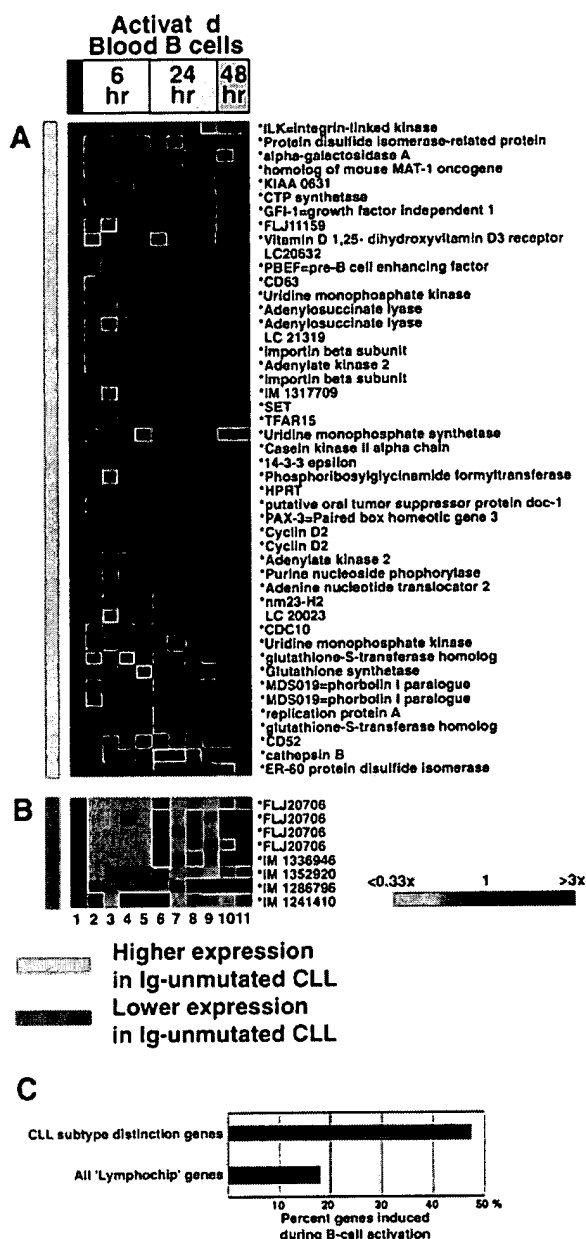 Activat d
Blood B cells
6 hr
24 hr
48 hr
A
*ILK=integrin-linked kinase
*Protein disulfide isomerase-related protein
*alpha-galactosidase A
*homolog of mouse MAT-1 oncogene
*KIAA 0631
*CTP synthetase
*GFI-1=growth factor independent 1
*FLJ11159
*Vitamin D 1,25- dihydroxyvitamin D3 receptor
LC20632
*PBEF=pre-B cell enhancing factor
*CD63
*Uridine monophosphate kinase
*Adenylosuccinate lyase
*Adenylosuccinate lyase
LC 21319
*Importin beta subunit
*Adenylate kinase 2
*Importin beta subunit
*IM 1317709
*SET
*TFAR15
*Uridine monophosphate synthetase
*Casein kinase II alpha chain
*14-3-3 epsilon
*Phosphoribosylglycinamide formyltransferase
*HPRT
*putative oral tumor suppressor protein doc-1
*PAX-3=Paired box homeotic gene 3
*Cyclin D2
*Cyclin D2
*Adenylate kinase 2
*Purine nucleoside phophorylase
*Adenine nucleotide translocator 2
*nm23-H2
LC 20023
*CDC10
*Uridine monophosphate kinase
*glutathione-S-transferase homolog
*Glutathione synthetase
*MDS019=phorbolin I paralogue
*MDS019=phorbolin I paralogue
*replication protein A
*glutathione-S-transferase homolog
*CD52
*cathepsin B
*ER-60 protein disulfide isomerase
B
*FLJ20706
*FLJ20706
*FLJ20706
*FLJ20706
*IM 1336946
*IM 1352920
*IM 1286796
*IM 1241410
<0.33x 1 >3x
1 2 3 4 5 6 7 8 9 10 11
Higher expression
in Ig-unmutated CLL
Lower expression
in Ig-unmutated CLL
C
CLL subtype distinction genes
All 'Lymphochip' genes
10 20 30 40 50 %
Percent genes induced
during B-cell activation